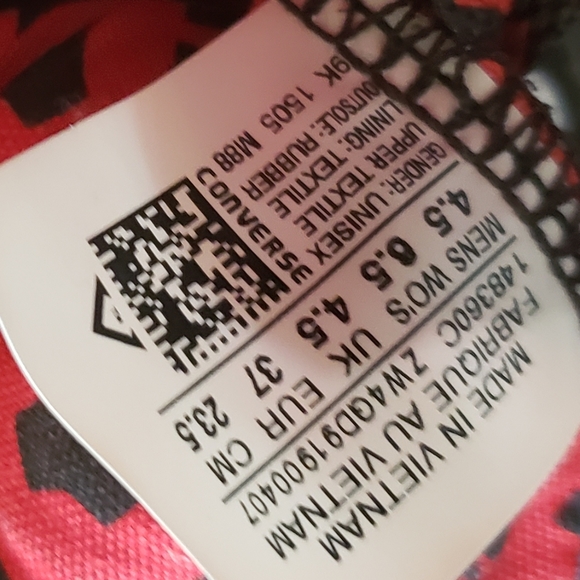 MADE IN VIETNAM
FABRIQUE AU VIETNAM
148360C ZW4GD91900407
MENS WO'S UK EUR CM
4.5 6.5 4.5 37 23.5
GENDER: UNISEX
UPPER: TEXTILE
LINING: TEXTILE
OUTSOLE: RUBBER
9K 1505 M88
CONVERSE